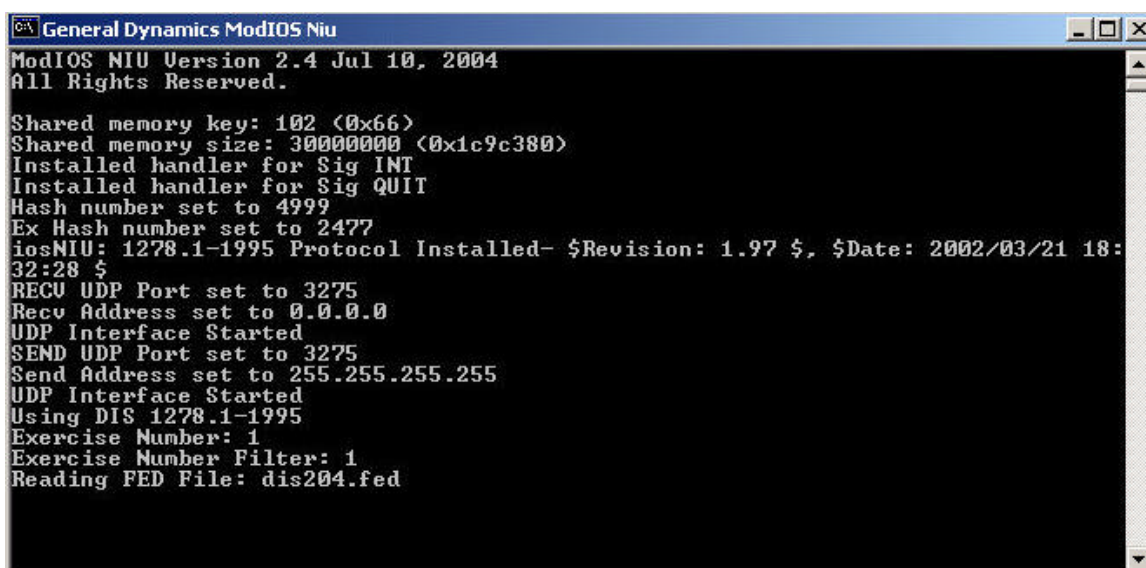 General Dynamics ModIOS Niu
ModIOS NIU Version 2.4 Jul 10, 2004
All Rights Reserved.
Shared memory key: 102 (0x66)
Shared memory size: 30000000 (0x1c9c380)
Installed handler for Sig INT
Installed handler for Sig QUIT
Hash number set to 4999
Ex Hash number set to 2477
iosNIU: 1278.1-1995 Protocol Installed- $Revision: 1.97 $, $Date: 2002/03/21 18:
32:28 $
RECV UDP Port set to 3275
Recv Address set to 0.0.0.0
UDP Interface Started
SEND UDP Port set to 3275
Send Address set to 255.255.255.255
UDP Interface Started
Using DIS 1278.1-1995
Exercise Number: 1
Exercise Number Filter: 1
Reading FED File: dis204.fed